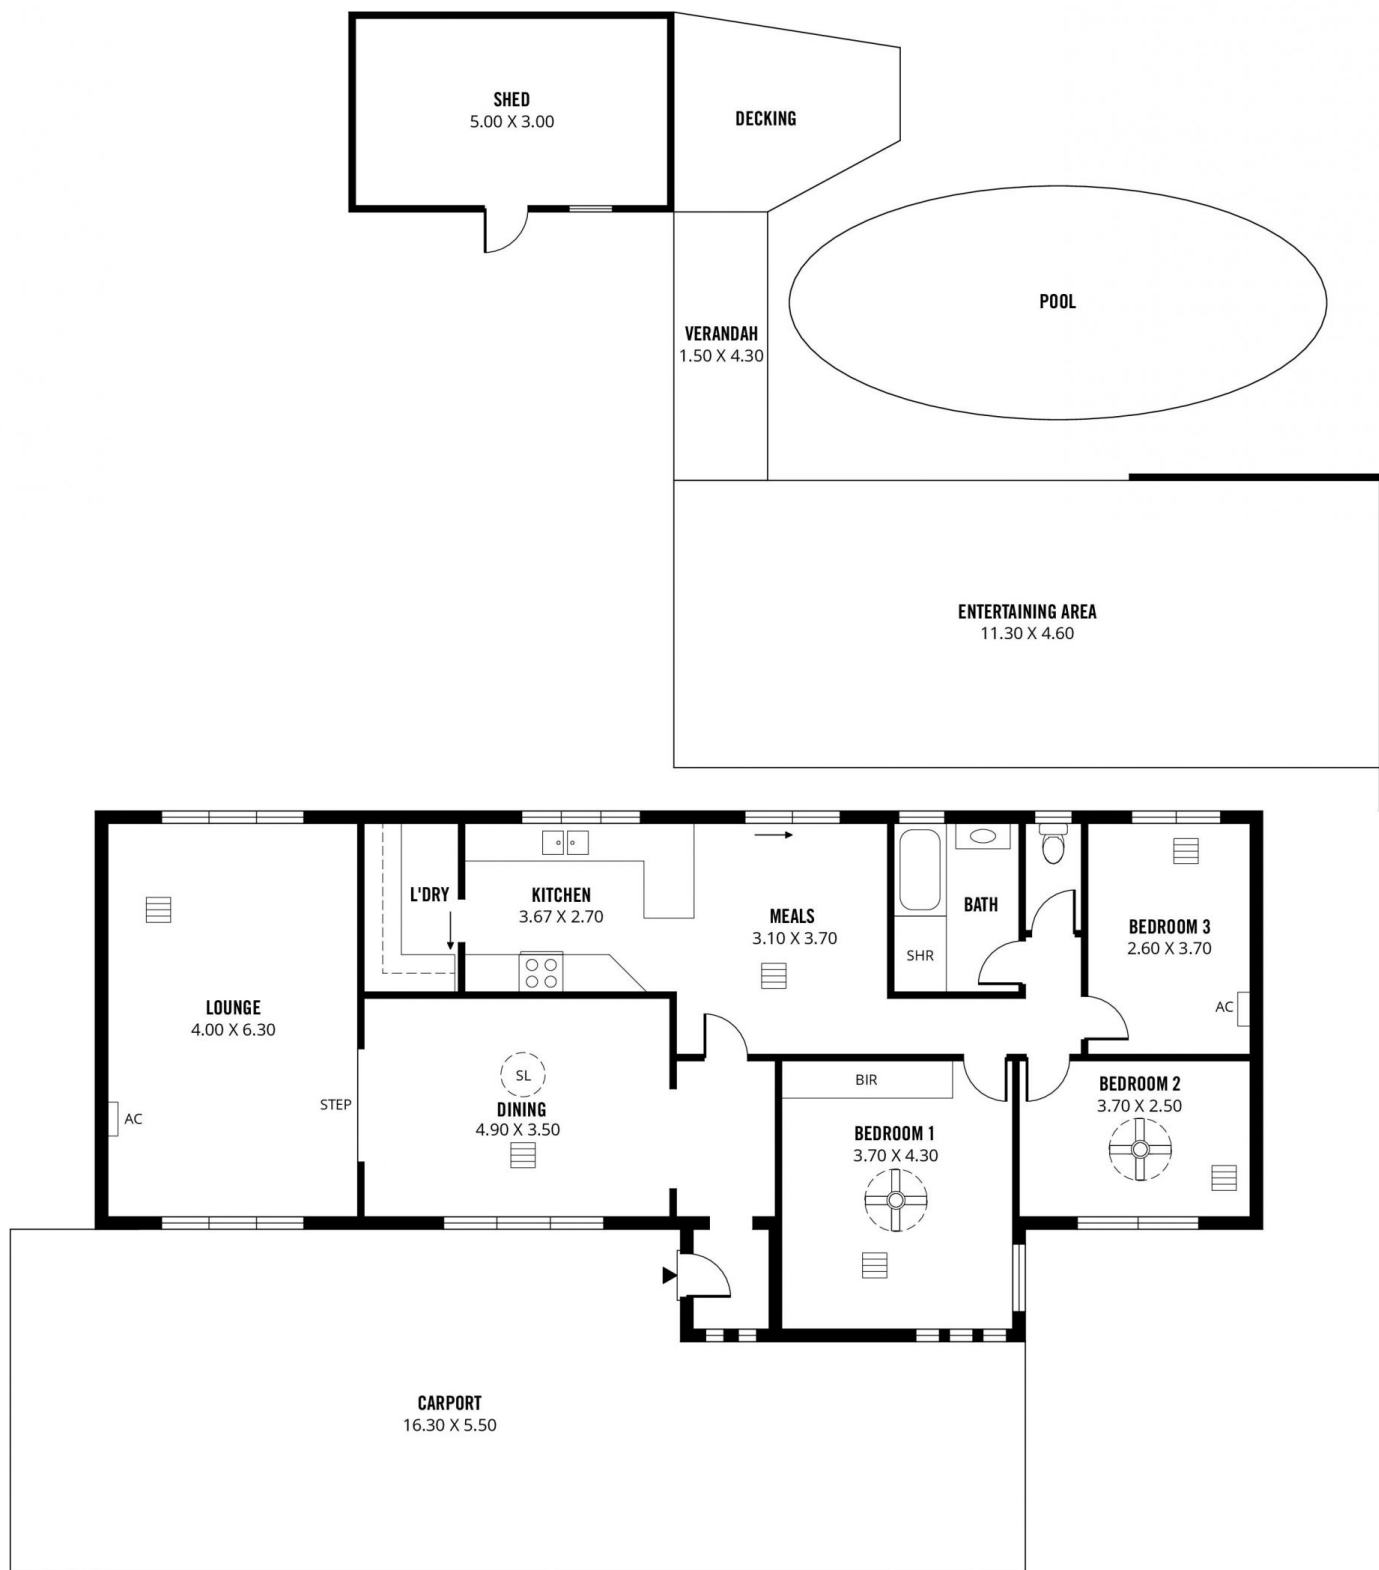 SHED
5.00 X 3.00
DECKING
POOL
VERANDAH
1.50 X 4.30
ENTERTAINING AREA
11.30 X 4.60
L'DRY
KITCHEN
3.67 X 2.70
MEALS
3.10 X 3.70
BATH
SHR
BEDROOM 3
2.60 X 3.70
AC
LOUNGE
4.00 X 6.30
AC
STEP
SL
DINING
4.90 X 3.50
BIR
BEDROOM 1
3.70 X 4.30
BEDROOM 2
3.70 X 2.50
CARPORT
16.30 X 5.50